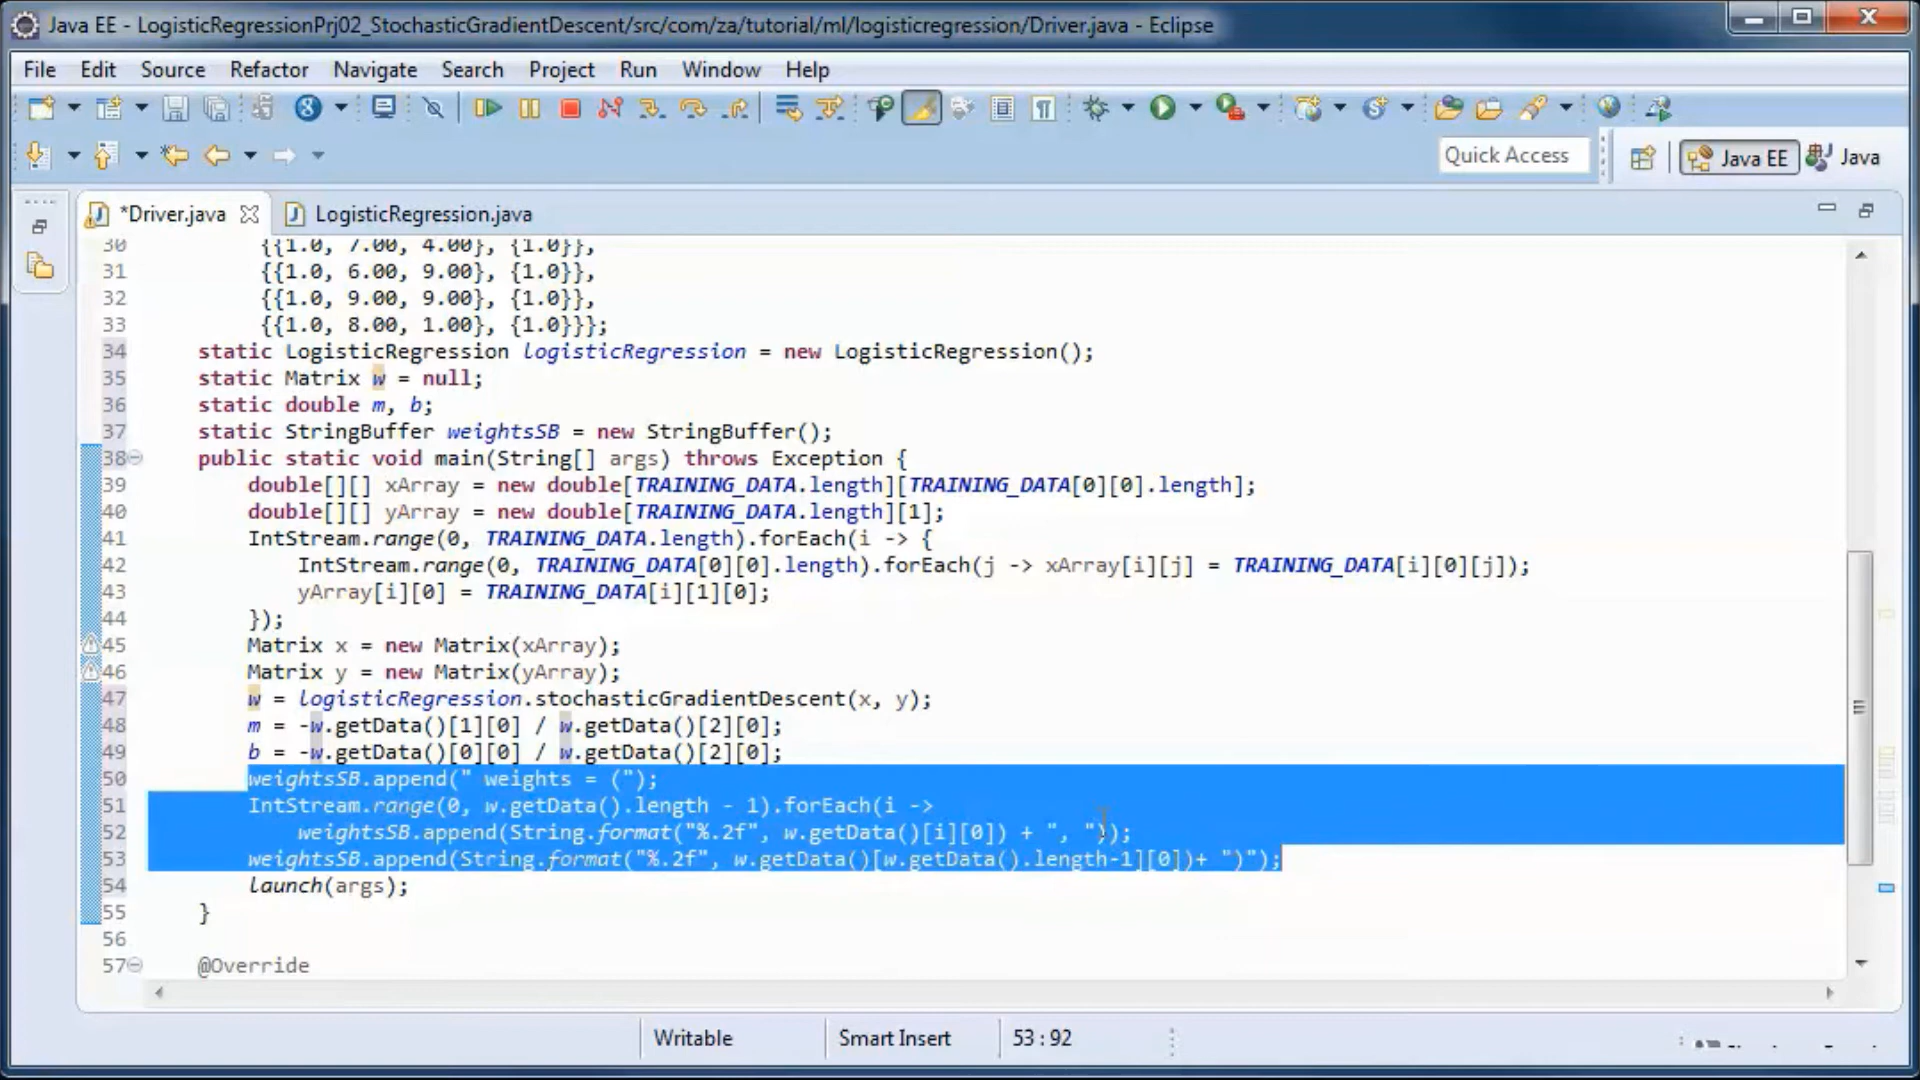 Java EE - LogisticRegressionPrj02_StochasticGradientDescent/src/com/za/tutorial/ml/logisticregression/Driver.java - Eclipse
File Edit Source Refactor Navigate Search Project Run Window Help
Quick Access
Java EE
Java
*Driver.java
LogisticRegression.java
30 {{1.0, 7.00, 4.00}, {1.0}},
31 {{1.0, 6.00, 9.00}, {1.0}},
32 {{1.0, 9.00, 9.00}, {1.0}},
33 {{1.0, 8.00, 1.00}, {1.0}}};
34 static LogisticRegression logisticRegression = new LogisticRegression();
35 static Matrix w = null;
36 static double m, b;
37 static StringBuffer weightsSB = new StringBuffer();
38 public static void main(String[] args) throws Exception {
39 double[][] xArray = new double[TRAINING_DATA.length][TRAINING_DATA[0][0].length];
40 double[][] yArray = new double[TRAINING_DATA.length][1];
41 IntStream.range(0, TRAINING_DATA.length).forEach(i -> {
42 IntStream.range(0, TRAINING_DATA[0][0].length).forEach(j -> xArray[i][j] = TRAINING_DATA[i][0][j]);
43 yArray[i][0] = TRAINING_DATA[i][1][0];
44 });
45 Matrix x = new Matrix(xArray);
46 Matrix y = new Matrix(yArray);
47 w = logisticRegression.stochasticGradientDescent(x, y);
48 m = -w.getData()[1][0] / w.getData()[2][0];
49 b = -w.getData()[0][0] / w.getData()[2][0];
50 weightsSB.append(" weights = (");
51 IntStream.range(0, w.getData().length - 1).forEach(i ->
52 weightsSB.append(String.format("%.2f", w.getData()[i][0]) + ", "));
53 weightsSB.append(String.format("%.2f", w.getData()[w.getData().length-1][0])+ ")");
54 launch(args);
55 }
56
57 @Override
Writable
Smart Insert
53 : 92